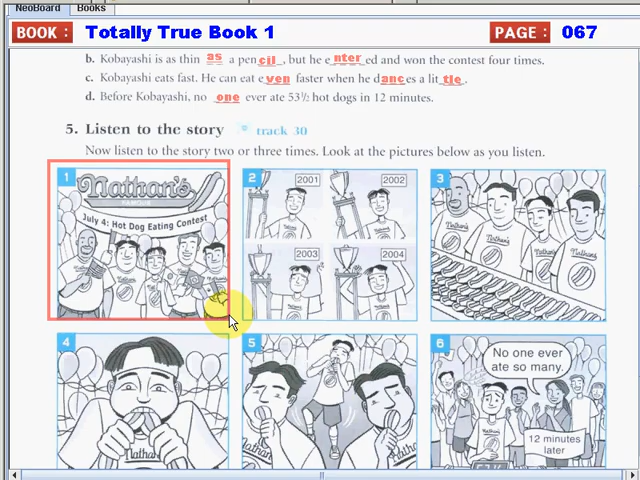 NeoBoard Books
BOOK : Totally True Book 1 PAGE : 067
b. Kobayashi is as thin as a pencil, but he entered and won the contest four times.
c. Kobayashi eats fast. He can eat even faster when he dances a little.
d. Before Kobayashi, no one ever ate 53½ hot dogs in 12 minutes.
5. Listen to the story track 30
Now listen to the story two or three times. Look at the pictures below as you listen.
1
Nathan's
FAMOUS
July 4: Hot Dog Eating Contest
2
2001
2002
2003
2004
3
Nathan's
Nathan's
4
Nathan's
5
6
No one ever
ate so many.
12 minutes
later